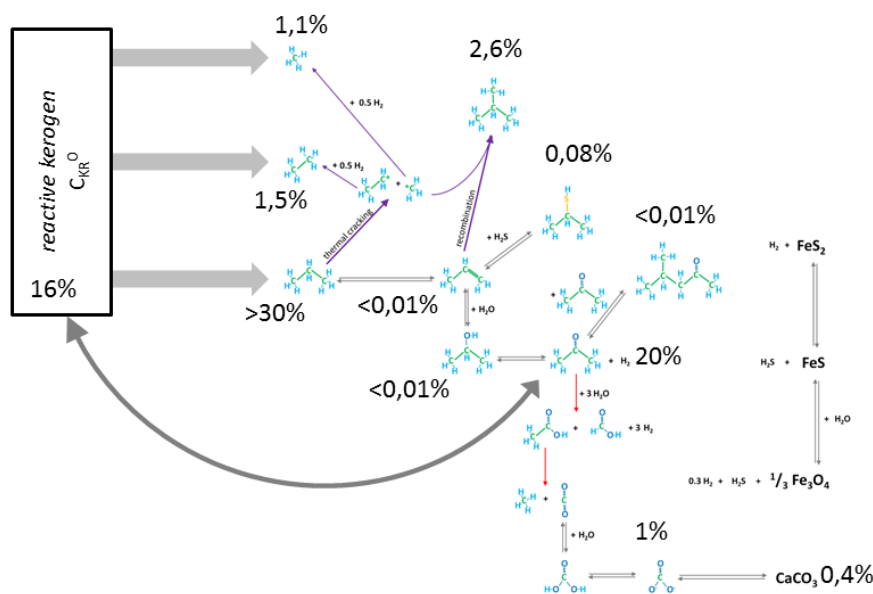 1,1%
2,6%
+ 0.5 H₂
reactive kerogen
C_KR^O
16%
+ 0.5 H₂
1,5%
+
thermal cracking
recombination
0,08%
+ H₂S
<0,01%
H₂ + FeS₂
>30%
<0,01%
+
+ H₂O
<0,01%
+ H₂ 20%
H₂S + FeS
+ 3 H₂O
+ H₂O
+
+ 3 H₂
0.3 H₂ + H₂S + 1/3 Fe₃O₄
+
+ H₂O
1%
CaCO₃ 0,4%